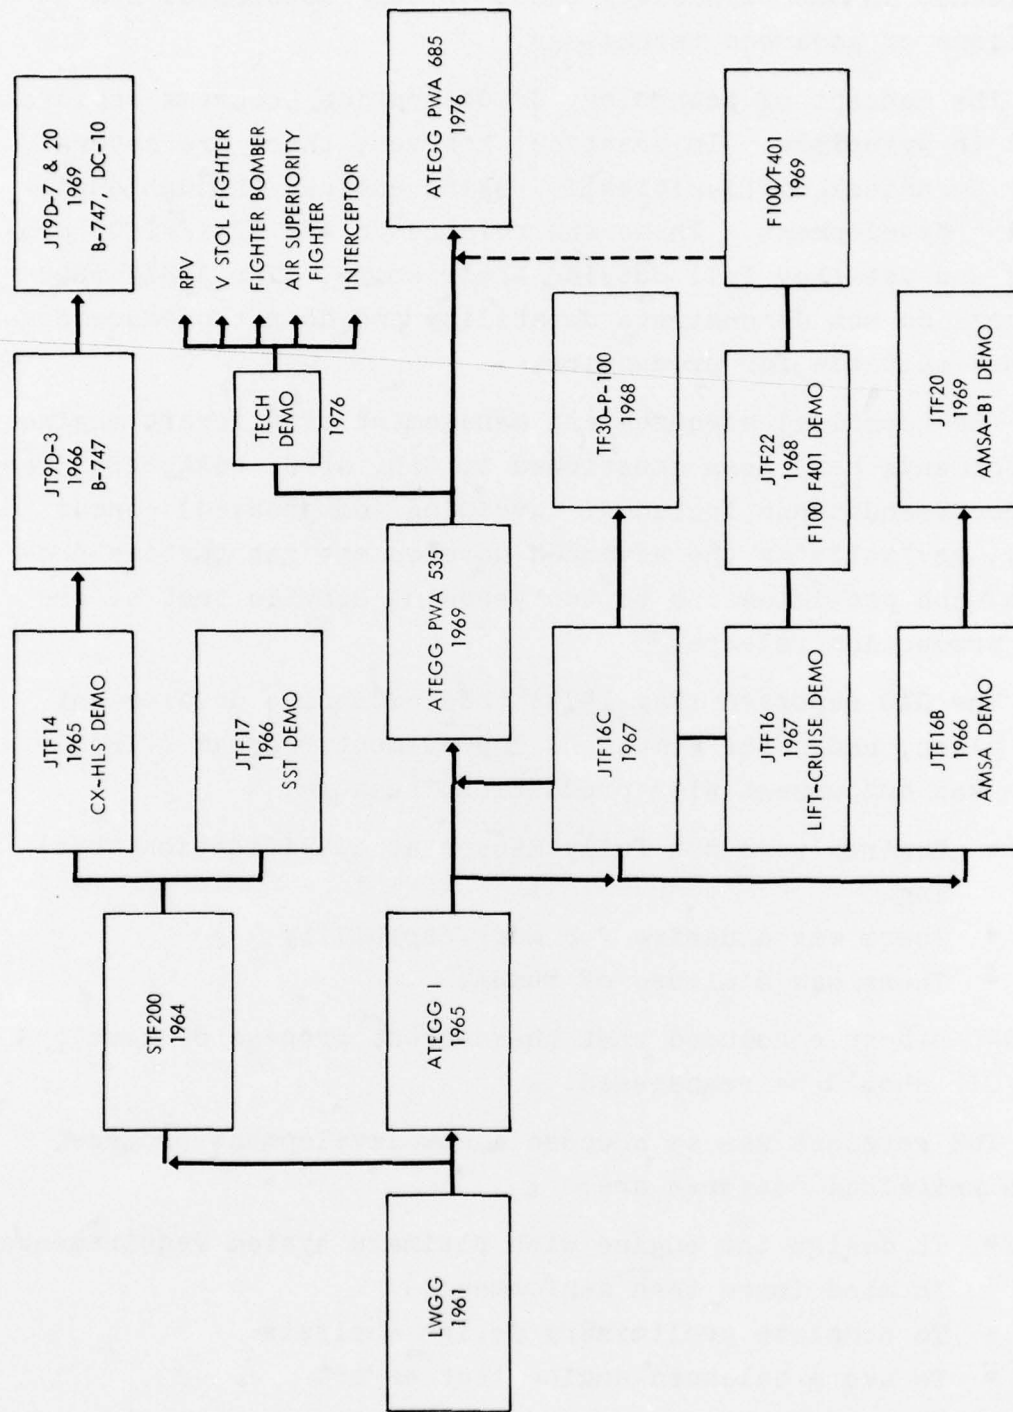 LWGG
1961
STF200
1964
ATEGG I
1965
JTF14
1965
CX-HLS DEMO
JTF17
1966
SST DEMO
JT9D-3
1966
B-747
JT9D-7 & 20
1969
B-747, DC-10
ATEGG PWA 535
1969
TECH
DEMO
1976
RPV
V STOL FIGHTER
FIGHTER BOMBER
AIR SUPERIORITY
FIGHTER
INTERCEPTOR
ATEGG PWA 685
1976
JTF16C
1967
TF30-P-100
1968
JTF16
1967
LIFT-CRUISE DEMO
JTF22
1968
F100 F401 DEMO
F100/F401
1969
JTF16B
1966
AMSA DEMO
JTF20
1969
AMSA-B1 DEMO